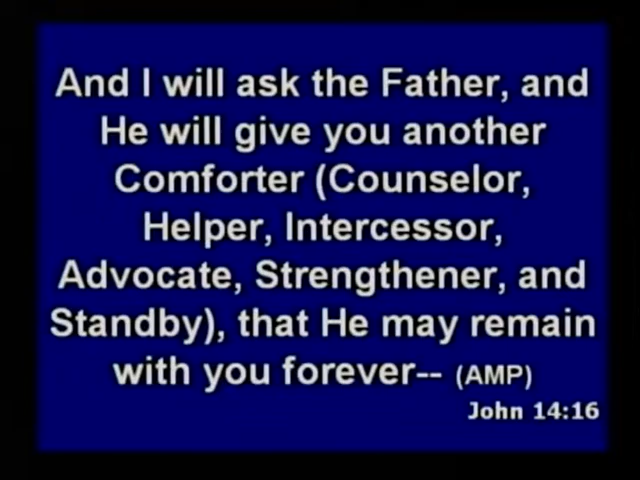 And I will ask the Father, and
He will give you another
Comforter (Counselor,
Helper, Intercessor,
Advocate, Strengthener, and
Standby), that He may remain
with you forever-- (AMP)
John 14:16